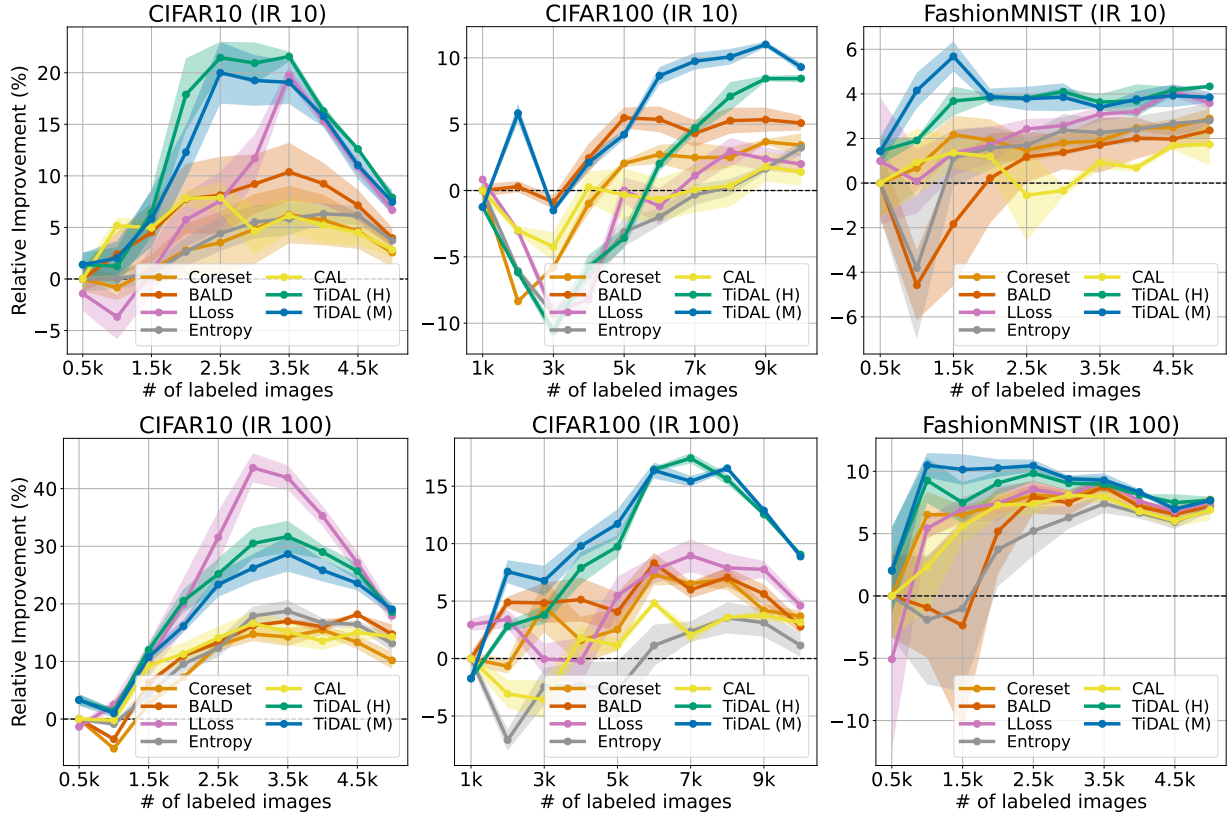 CIFAR10 (IR 10)
Relative Improvement (%)
20
15
10
5
0
−5
0.5k 1.5k 2.5k 3.5k 4.5k
# of labeled images
Coreset
BALD
LLoss
Entropy
CAL
TiDAL (H)
TiDAL (M)
CIFAR100 (IR 10)
10
5
0
−5
−10
1k 3k 5k 7k 9k
# of labeled images
Coreset
BALD
LLoss
Entropy
CAL
TiDAL (H)
TiDAL (M)
FashionMNIST (IR 10)
6
4
2
0
−2
−4
−6
0.5k 1.5k 2.5k 3.5k 4.5k
# of labeled images
Coreset
BALD
LLoss
Entropy
CAL
TiDAL (H)
TiDAL (M)
CIFAR10 (IR 100)
Relative Improvement (%)
40
30
20
10
0
0.5k 1.5k 2.5k 3.5k 4.5k
# of labeled images
Coreset
BALD
LLoss
Entropy
CAL
TiDAL (H)
TiDAL (M)
CIFAR100 (IR 100)
15
10
5
0
−5
1k 3k 5k 7k 9k
# of labeled images
Coreset
BALD
LLoss
Entropy
CAL
TiDAL (H)
TiDAL (M)
FashionMNIST (IR 100)
10
5
0
−5
−10
0.5k 1.5k 2.5k 3.5k 4.5k
# of labeled images
Coreset
BALD
LLoss
Entropy
CAL
TiDAL (H)
TiDAL (M)